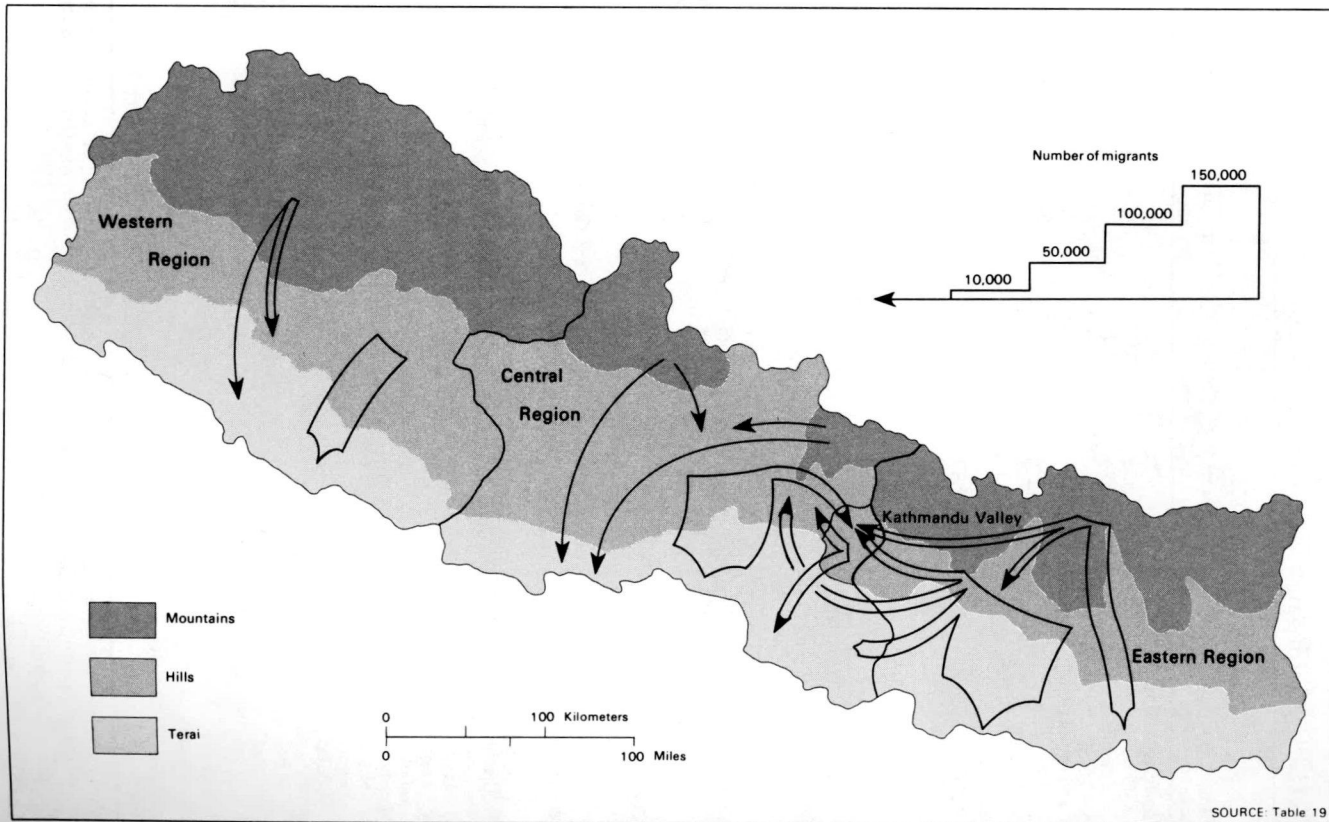 Number of migrants
150,000
100,000
50,000
10,000
Western
Region
Central
Region
Kathmandu Valley
Eastern Region
Mountains
Hills
Terai
0 100 Kilometers
0 100 Miles
SOURCE: Table 19